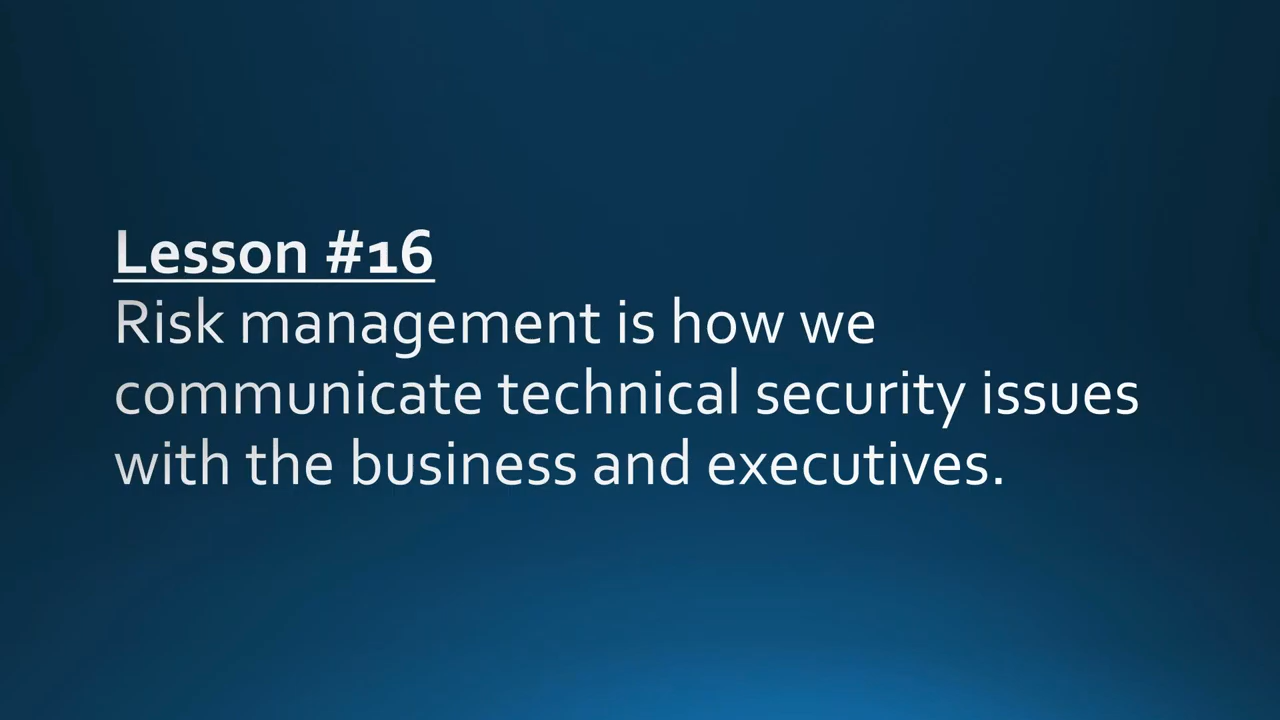 Lesson #16
Risk management is how we
communicate technical security issues
with the business and executives.